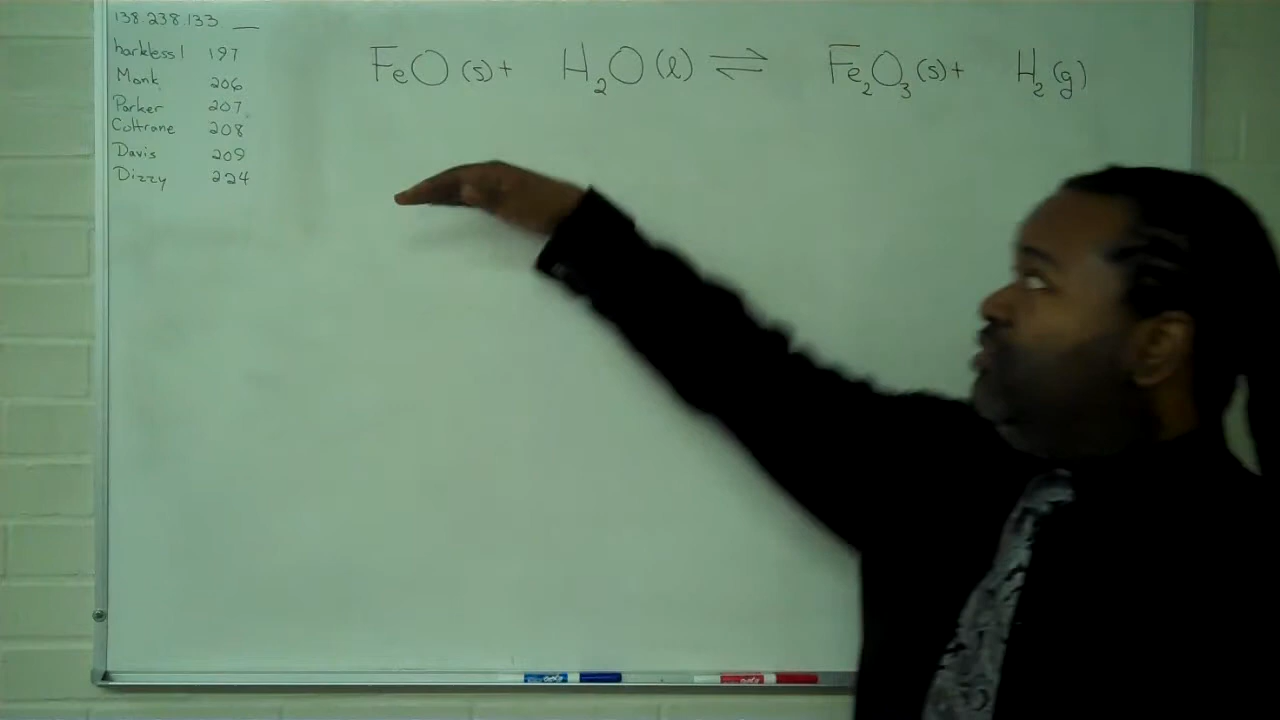 138.238.133 __
harkless1 197
Monk 206
Parker 207
Coltrane 208
Davis 209
Dizzy 224
FeO(s) + H₂O(l) ⇌ Fe₂O₃(s) + H₂(g)